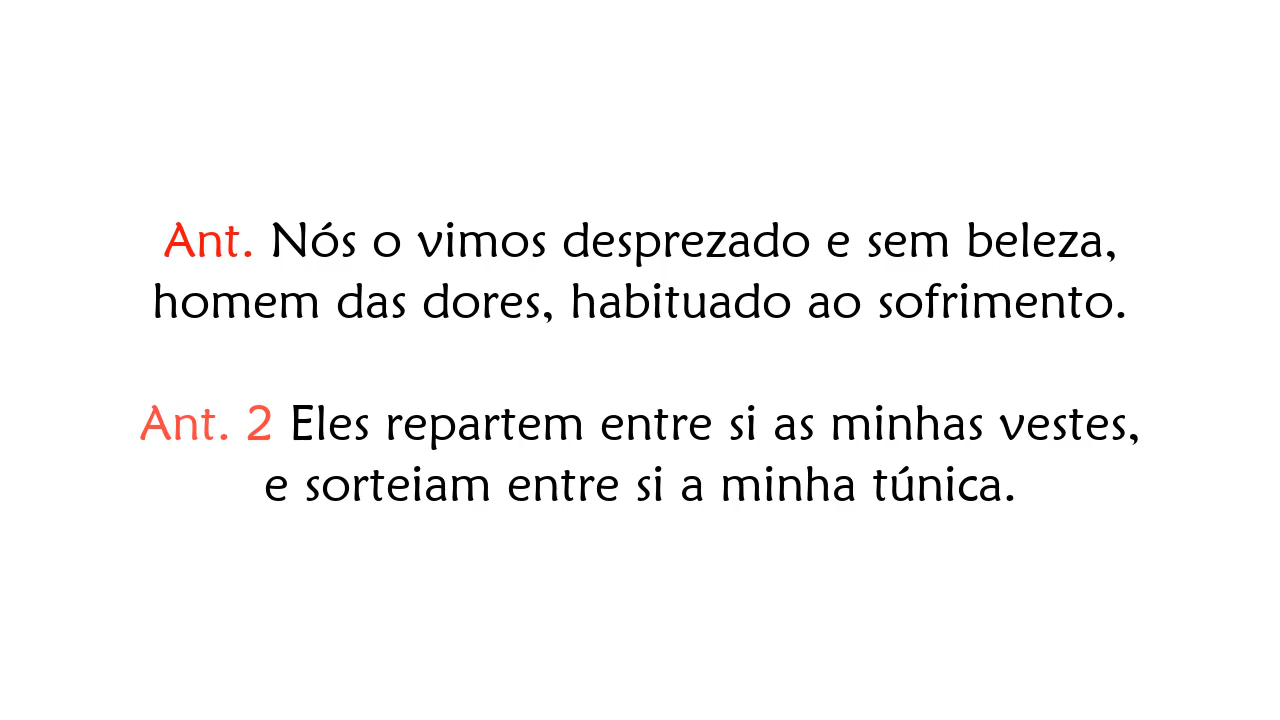 Ant. Nós o vimos desprezado e sem beleza,
homem das dores, habituado ao sofrimento.
Ant. 2 Eles repartem entre si as minhas vestes,
e sorteiam entre si a minha túnica.